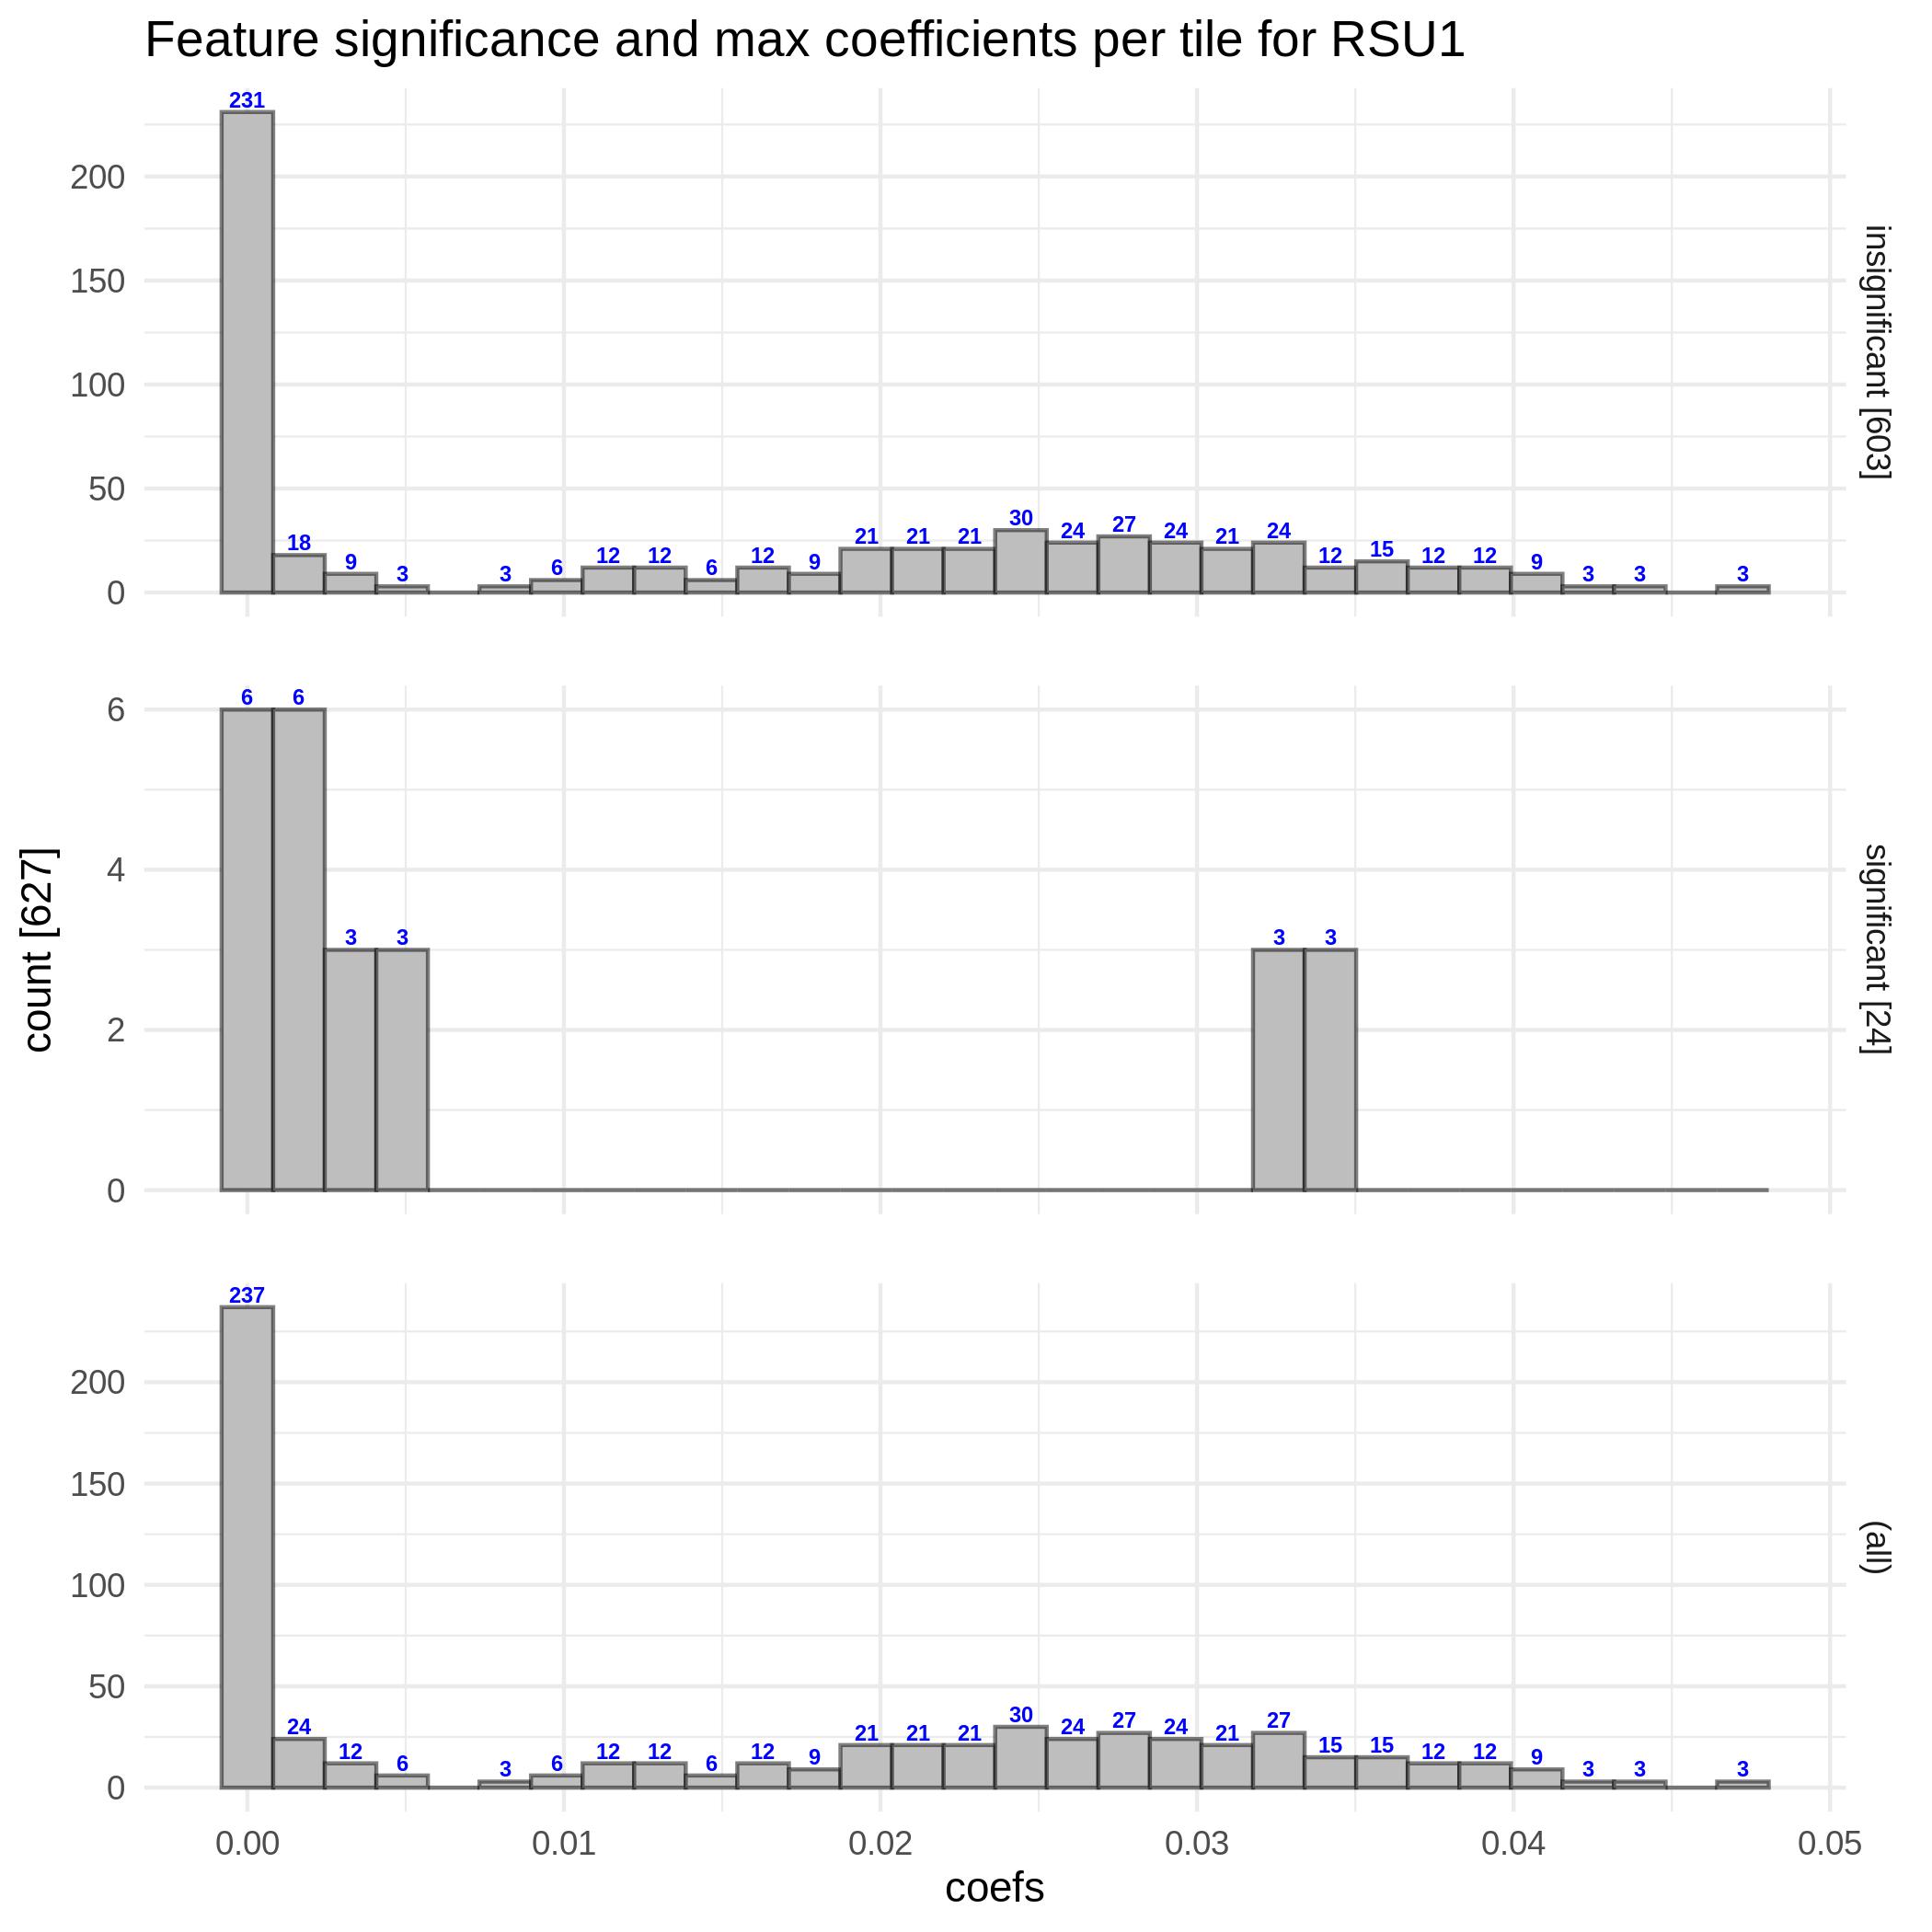 Feature significance and max coefficients per tile for RSU1
231
200
150
100
50
0
18 9 3 3 6 12 12 6 12 9 21 21 21 30 24 27 24 21 24 12 15 12 12 9 3 3 3
insignificant [603]
6 6 3 3 3 3
6
4
2
0
significant [24]
count [627]
237
200
150
100
50
0
24 12 6 3 6 12 12 6 12 9 21 21 21 30 24 27 24 21 27 15 15 12 12 9 3 3 3
(all)
0.00 0.01 0.02 0.03 0.04 0.05
coefs